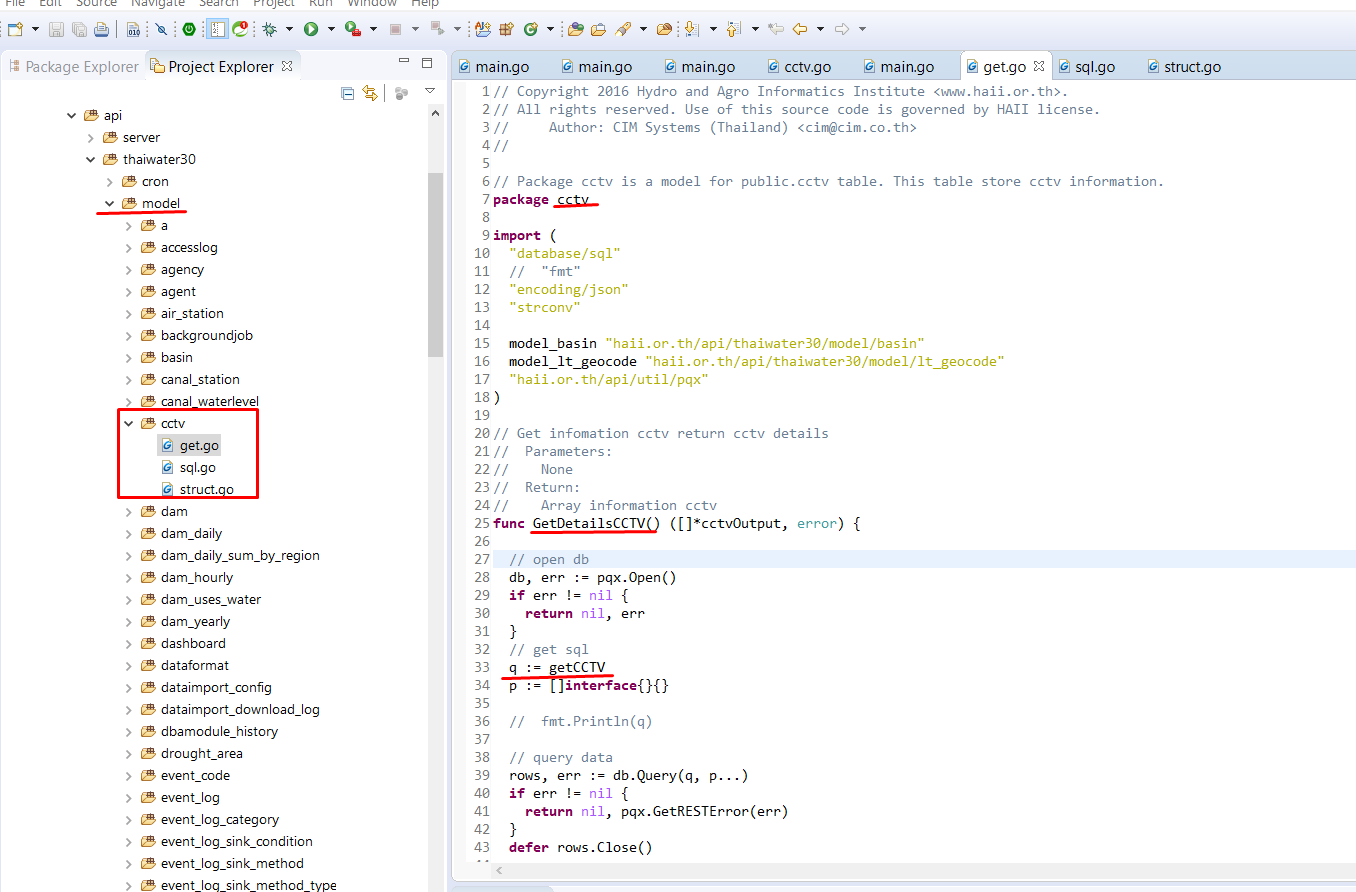 File Edit Source Navigate Search Project Run Window Help
Package Explorer Project Explorer
api
server
thaiwater30
cron
model
a
accesslog
agency
agent
air_station
backgroundjob
basin
canal_station
canal_waterlevel
cctv
get.go
sql.go
struct.go
dam
dam_daily
dam_daily_sum_by_region
dam_hourly
dam_uses_water
dam_yearly
dashboard
dataformat
dataimport_config
dataimport_download_log
dbamodule_history
drought_area
event_code
event_log
event_log_category
event_log_sink_condition
event_log_sink_method
event_log_sink_method_type
main.go main.go main.go cctv.go main.go get.go sql.go struct.go
1 // Copyright 2016 Hydro and Agro Informatics Institute <www.haii.or.th>.
2 // All rights reserved. Use of this source code is governed by HAII license.
3 //     Author: CIM Systems (Thailand) <cim@cim.co.th>
4 //
5
6 // Package cctv is a model for public.cctv table. This table store cctv information.
7 package cctv
8
9 import (
10   "database/sql"
11   //  "fmt"
12   "encoding/json"
13   "strconv"
14
15   model_basin "haii.or.th/api/thaiwater30/model/basin"
16   model_lt_geocode "haii.or.th/api/thaiwater30/model/lt_geocode"
17   "haii.or.th/api/util/pqx"
18 )
19
20 // Get infomation cctv return cctv details
21 //  Parameters:
22 //    None
23 //  Return:
24 //    Array information cctv
25 func GetDetailsCCTV() ([]*cctvOutput, error) {
26
27   // open db
28   db, err := pqx.Open()
29   if err != nil {
30     return nil, err
31   }
32   // get sql
33   q := getCCTV
34   p := []interface{}{}
35
36   //  fmt.Println(q)
37
38   // query data
39   rows, err := db.Query(q, p...)
40   if err != nil {
41     return nil, pqx.GetRESTError(err)
42   }
43   defer rows.Close()